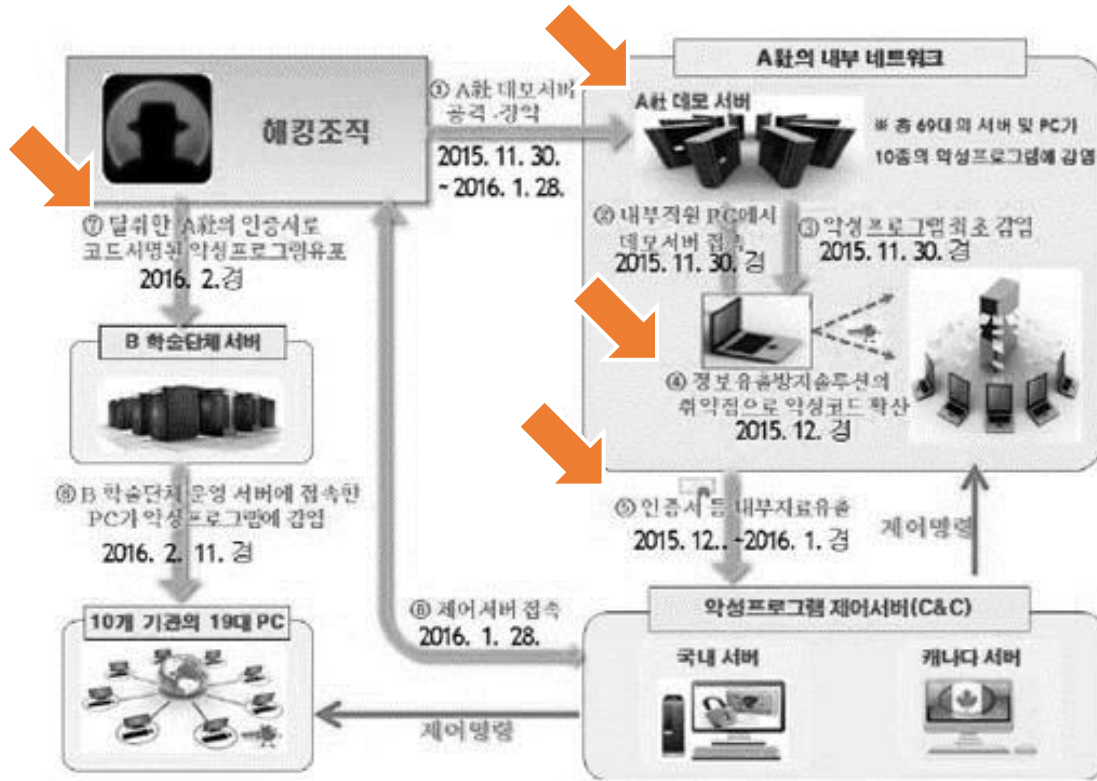 해킹조직
① A社 데모서버
공격·장악
2015. 11. 30.
~ 2016. 1. 28.
A社의 내부 네트워크
A社 데모 서버
※ 총 69대의 서버 및 PC가
10종의 악성프로그램에 감염
② 내부직원 PC에서
데모서버 접속
2015. 11. 30. 경
③ 악성프로그램 최초 감염
2015. 11. 30. 경
④ 정보유출방지솔루션의
취약점으로 악성코드 확산
2015. 12. 경
⑤ 인증서 등 내부자료유출
2015. 12.. ~2016. 1. 경
제어명령
악성프로그램 제어서버(C&C)
국내 서버
캐나다 서버
⑥ 제어서버 접속
2016. 1. 28.
⑦ 탈취한 A社의 인증서로
코드서명된 악성프로그램유포
2016. 2.경
B 학술단체 서버
⑧ B 학술단체 운영 서버에 접속한
PC가 악성프로그램에 감염
2016. 2. 11. 경
10개 기관의 19대 PC
제어명령